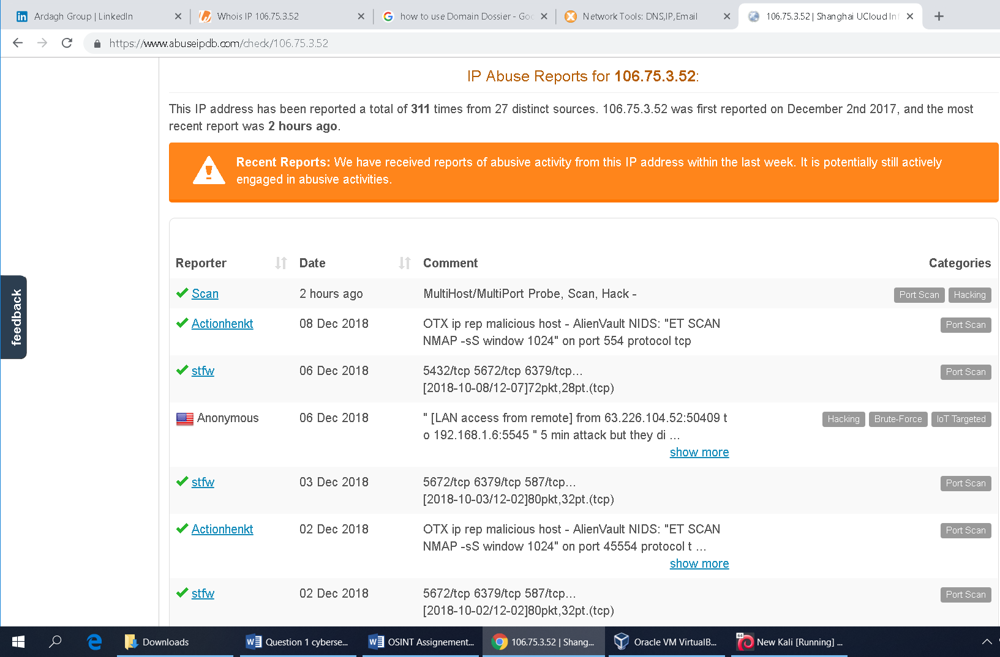 Ardagh Group | LinkedIn
Whois IP 106.75.3.52
how to use Domain Dossier - Goo
Network Tools: DNS,IP,Email
106.75.3.52 | Shanghai UCloud Inf
https://www.abuseipdb.com/check/106.75.3.52
IP Abuse Reports for 106.75.3.52:
This IP address has been reported a total of 311 times from 27 distinct sources. 106.75.3.52 was first reported on December 2nd 2017, and the most
recent report was 2 hours ago.
Recent Reports: We have received reports of abusive activity from this IP address within the last week. It is potentially still actively
engaged in abusive activities.
Reporter Date Comment Categories
Scan 2 hours ago MultiHost/MultiPort Probe, Scan, Hack - Port Scan Hacking
Actionhenkt 08 Dec 2018 OTX ip rep malicious host - AlienVault NIDS: "ET SCAN Port Scan
NMAP -sS window 1024" on port 554 protocol tcp
feedback
stfw 06 Dec 2018 5432/tcp 5672/tcp 6379/tcp... Port Scan
[2018-10-08/12-07]72pkt,28pt.(tcp)
Anonymous 06 Dec 2018 " [LAN access from remote] from 63.226.104.52:50409 t Hacking Brute-Force IoT Targeted
o 192.168.1.6:5545 " 5 min attack but they di ...
show more
stfw 03 Dec 2018 5672/tcp 6379/tcp 587/tcp... Port Scan
[2018-10-03/12-02]80pkt,32pt.(tcp)
Actionhenkt 02 Dec 2018 OTX ip rep malicious host - AlienVault NIDS: "ET SCAN Port Scan
NMAP -sS window 1024" on port 45554 protocol t ...
show more
stfw 02 Dec 2018 5672/tcp 6379/tcp 587/tcp... Port Scan
[2018-10-02/12-02]80pkt,32pt.(tcp)
Downloads
Question 1 cyberse...
OSINT Assignement...
106.75.3.52 | Shang...
Oracle VM VirtualB...
64
New Kali [Running] ...